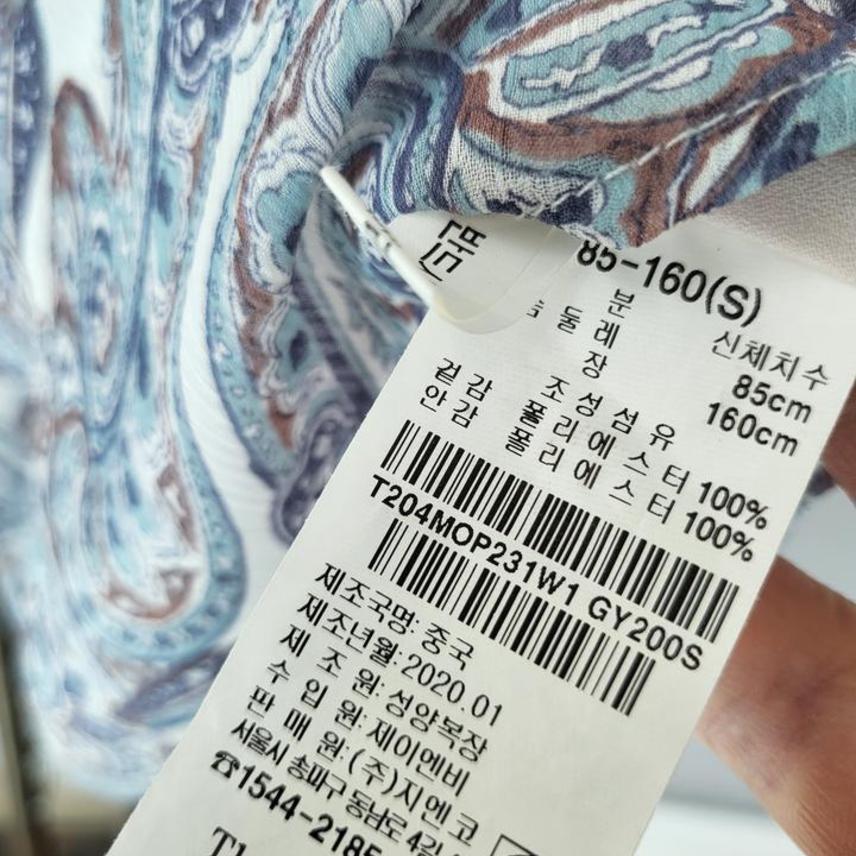 85-160(S)
부 신체치수
둘레 85cm
장 160cm
조성섬유
겉감 폴리에스터 100%
안감 폴리에스터 100%
T204MOP231W1 GY200S
제조국명: 중국
제조년월: 2020.01
제조원: 성양복장
수입원: 제이엔비
판매원: (주)지엔코
서울시 송파구 동남로 4길
☎1544-2185